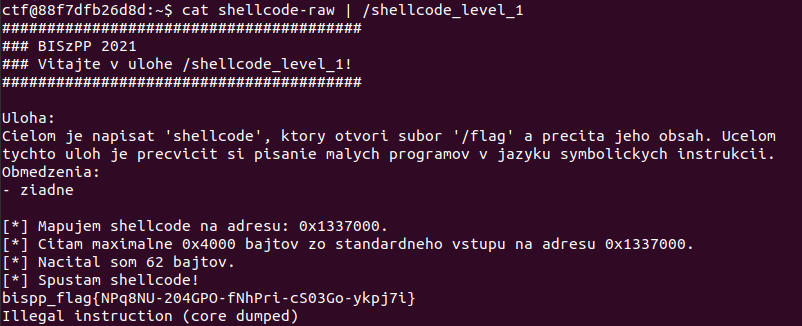 ctf@88f7dfb26d8d:~$ cat shellcode-raw | /shellcode_level_1
########################################
### BISzPP 2021
### Vitajte v ulohe /shellcode_level_1!
########################################
Uloha:
Cielom je napisat 'shellcode', ktory otvori subor '/flag' a precita jeho obsah. Ucelom
tychto uloh je precvicit si pisanie malych programov v jazyku symbolickych instrukcii.
Obmedzenia:
- ziadne
[*] Mapujem shellcode na adresu: 0x1337000.
[*] Citam maximalne 0x4000 bajtov zo standardneho vstupu na adresu 0x1337000.
[*] Nacital som 62 bajtov.
[*] Spustam shellcode!
bispp_flag{NPq8NU-204GPO-fNhPri-cS03Go-ykpj7i}
Illegal instruction (core dumped)